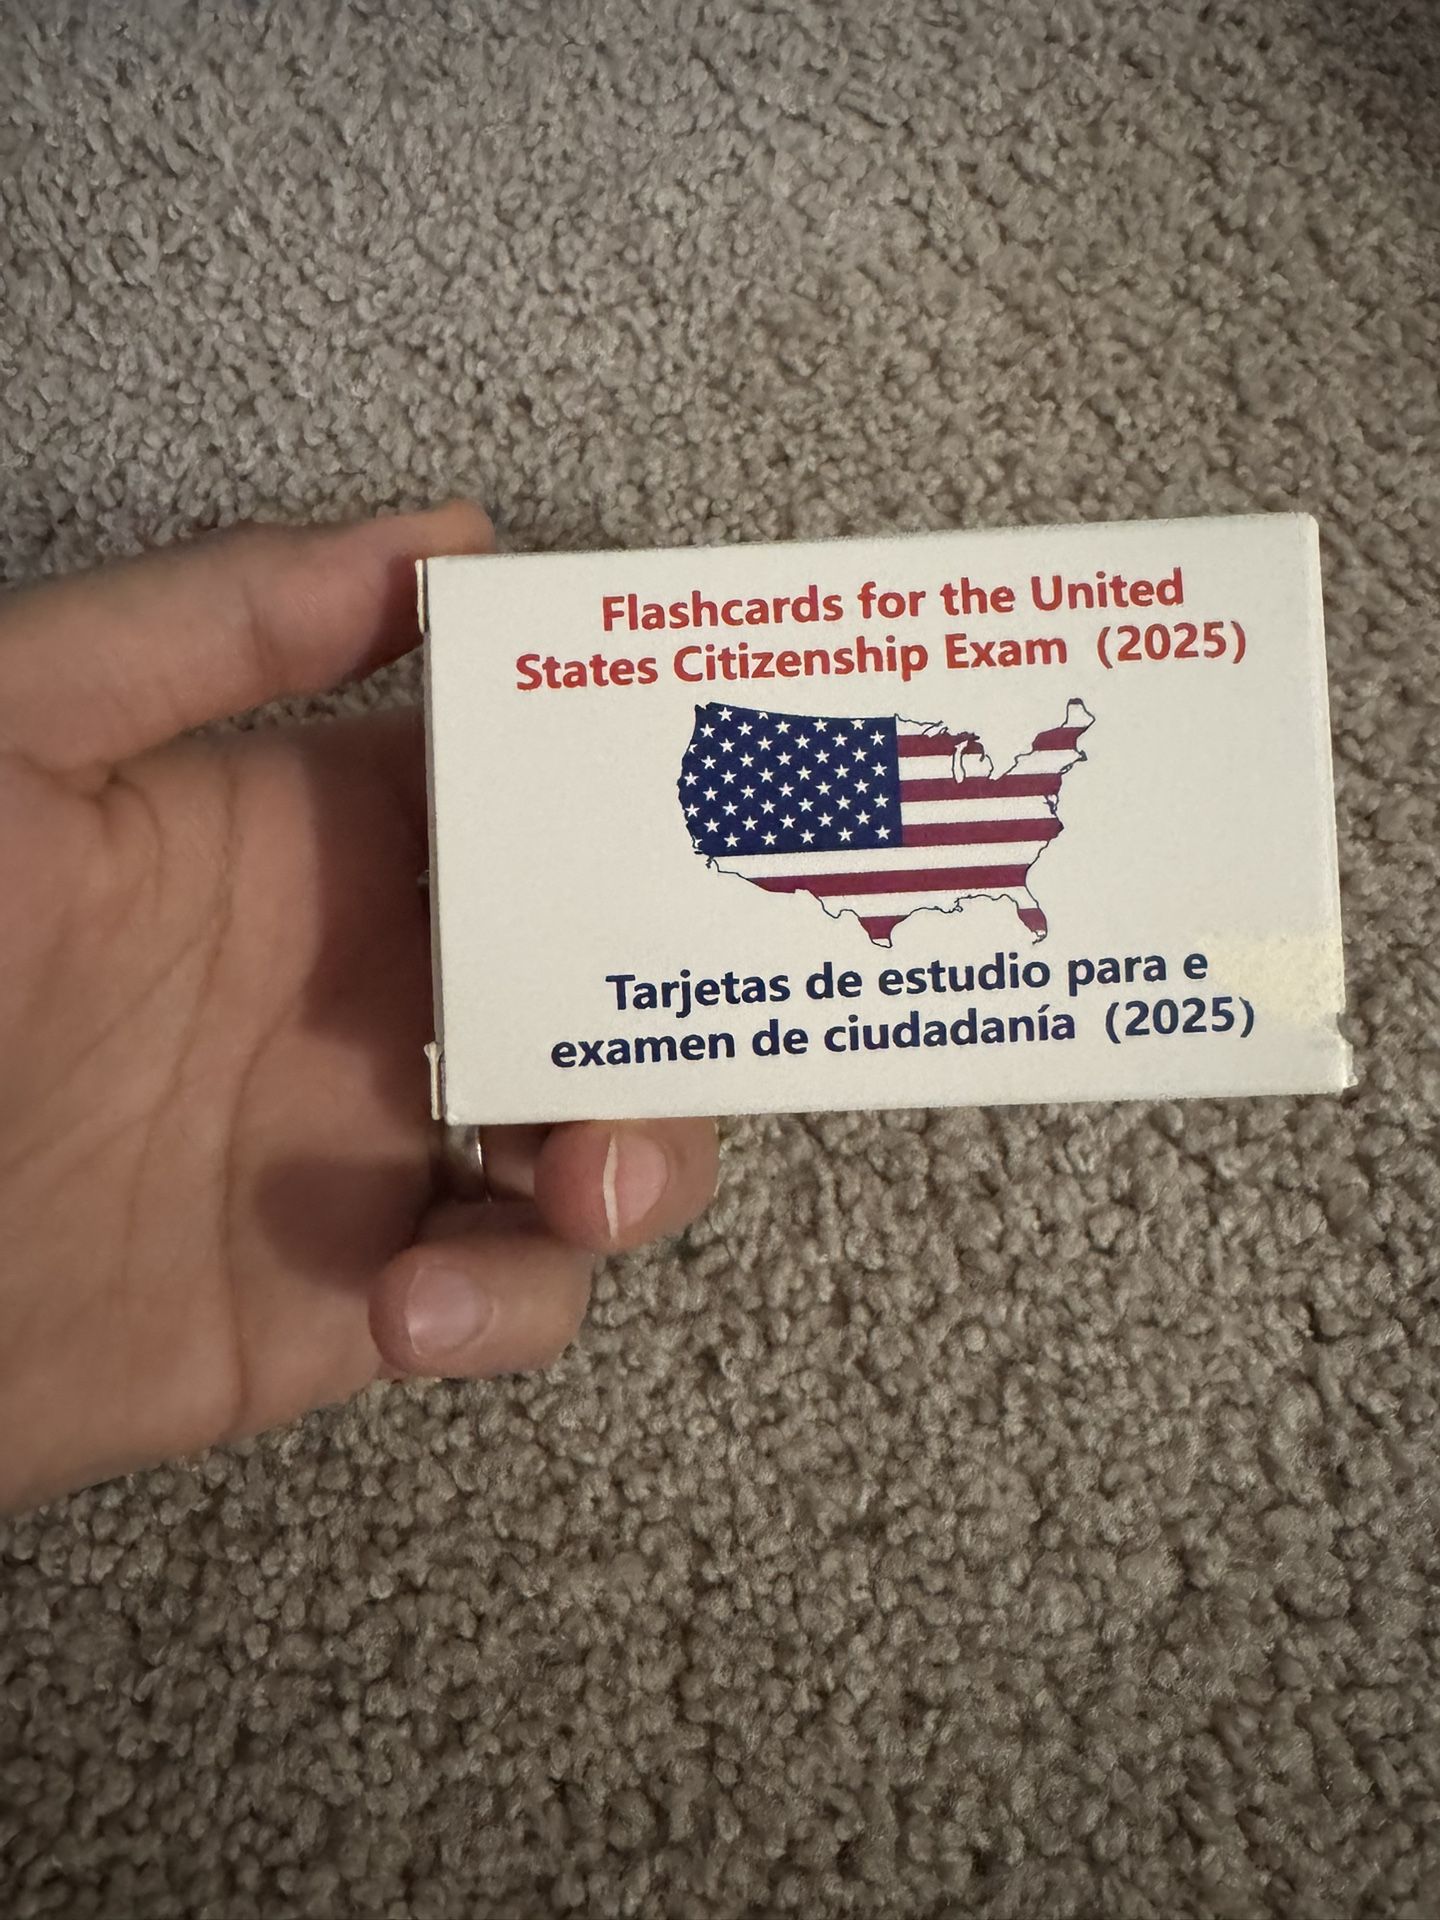 Flashcards for the United
States Citizenship Exam (2025)
Tarjetas de estudio para e
examen de ciudadanía (2025)